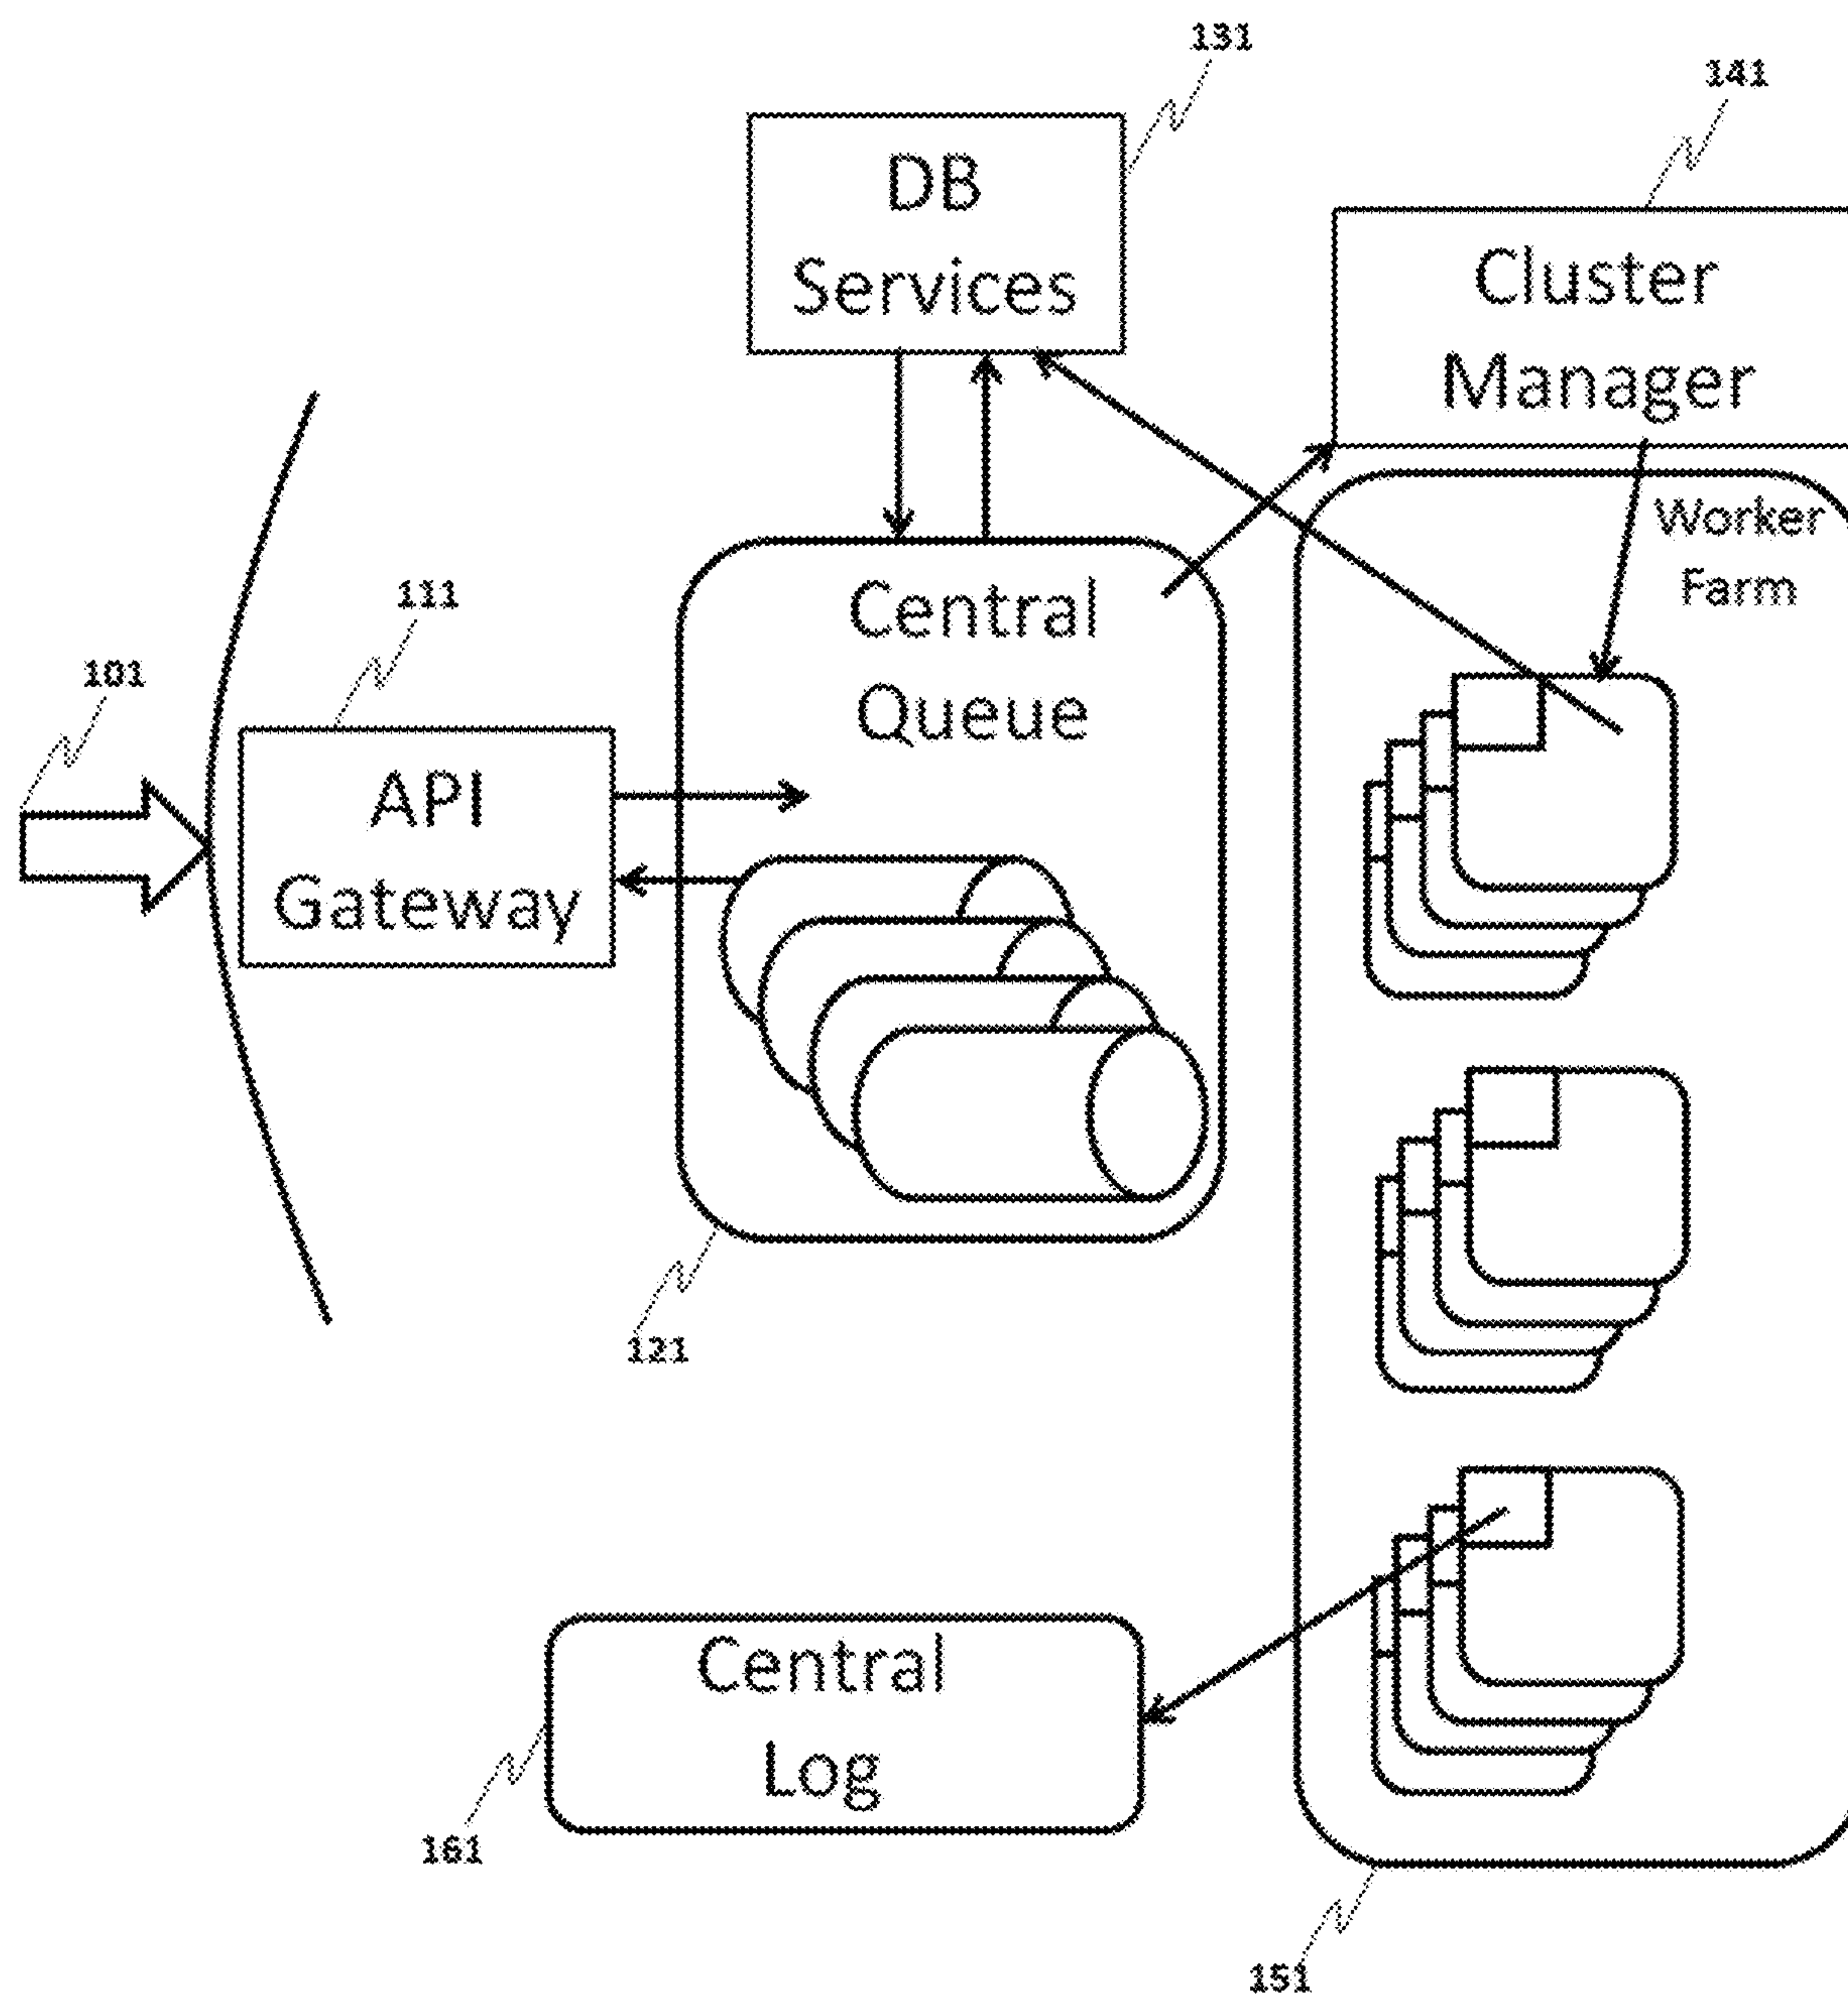 131
141
DB
Services
Cluster
Manager
Worker
Farm
111
Central
Queue
101
API
Gateway
121
Central
Log
161
151